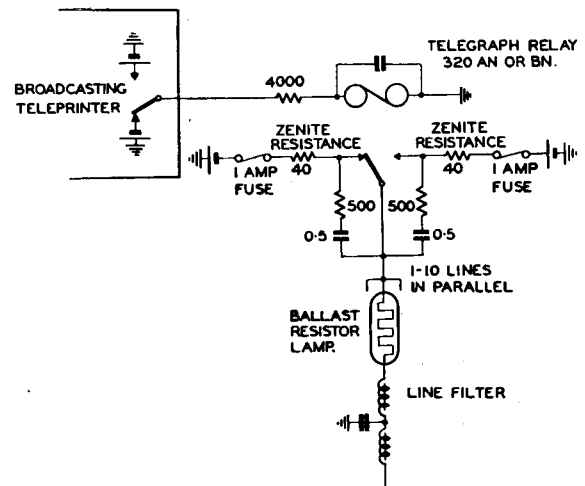 TELEGRAPH RELAY
320 AN OR BN.
BROADCASTING
TELEPRINTER
4000
ZENITE
RESISTANCE
ZENITE
RESISTANCE
1 AMP
FUSE
40
40
1 AMP
FUSE
500
500
0·5
0·5
1-10 LINES
IN PARALLEL
BALLAST
RESISTOR
LAMP.
LINE FILTER